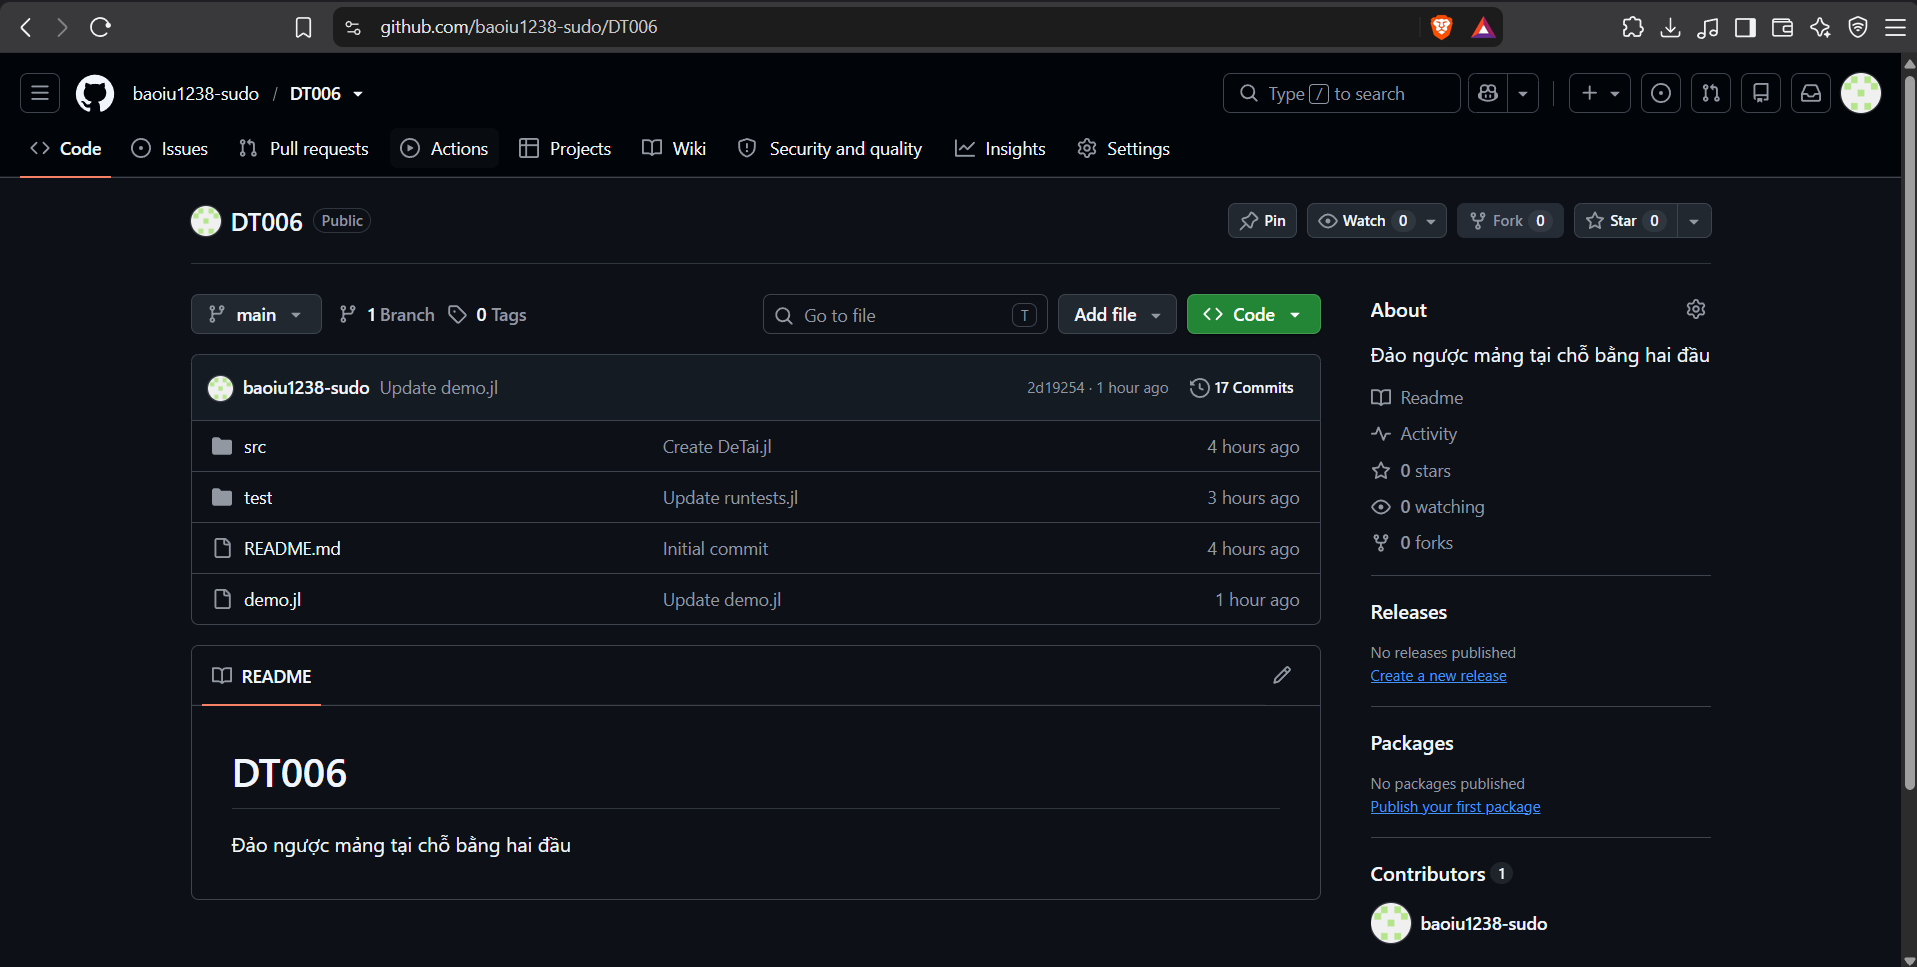 github.com/baoiu1238-sudo/DT006
baoiu1238-sudo / DT006
Type / to search
Code Issues Pull requests Actions Projects Wiki Security and quality Insights Settings
DT006 Public
Pin Watch 0 Fork 0 Star 0
main 1 Branch 0 Tags
Go to file T
Add file Code
baoiu1238-sudo Update demo.jl 2d19254 · 1 hour ago 17 Commits
src Create DeTai.jl 4 hours ago
test Update runtests.jl 3 hours ago
README.md Initial commit 4 hours ago
demo.jl Update demo.jl 1 hour ago
README
DT006
Đảo ngược mảng tại chỗ bằng hai đầu
About
Đảo ngược mảng tại chỗ bằng hai đầu
Readme
Activity
0 stars
0 watching
0 forks
Releases
No releases published
Create a new release
Packages
No packages published
Publish your first package
Contributors 1
baoiu1238-sudo